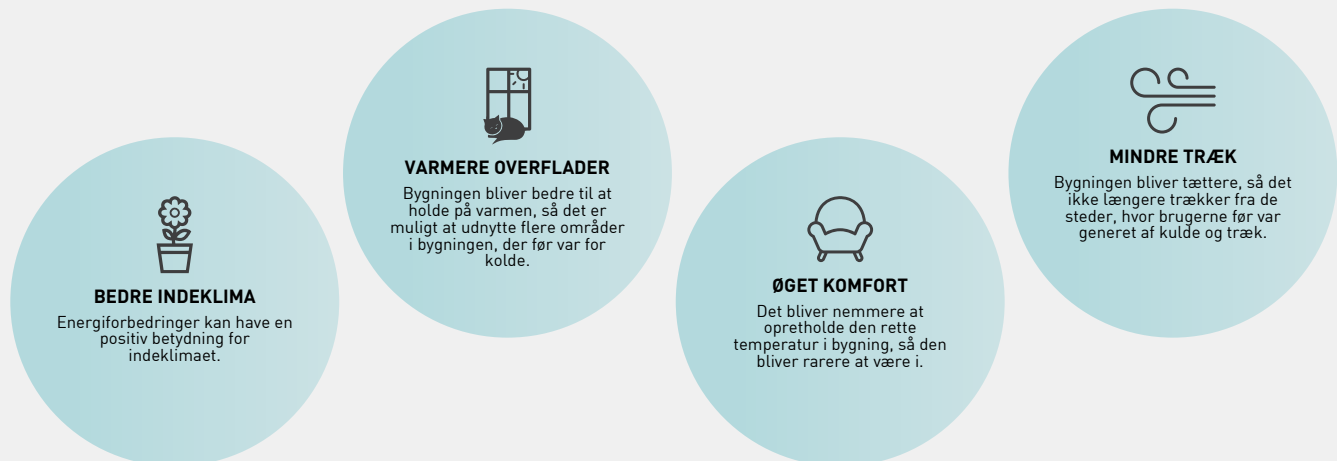 BEDRE INDEKLIMA
Energiforbedringer kan have en
positiv betydning for
indeklimaet.
VARMERE OVERFLADER
Bygningen bliver bedre til at
holde på varmen, så det er
muligt at udnytte flere områder
i bygningen, der før var for
kolde.
ØGET KOMFORT
Det bliver nemmere at
opretholde den rette
temperatur i bygning, så den
bliver rarere at være i.
MINDRE TRÆK
Bygningen bliver tættere, så det
ikke længere trækker fra de
steder, hvor brugerne før var
generet af kulde og træk.